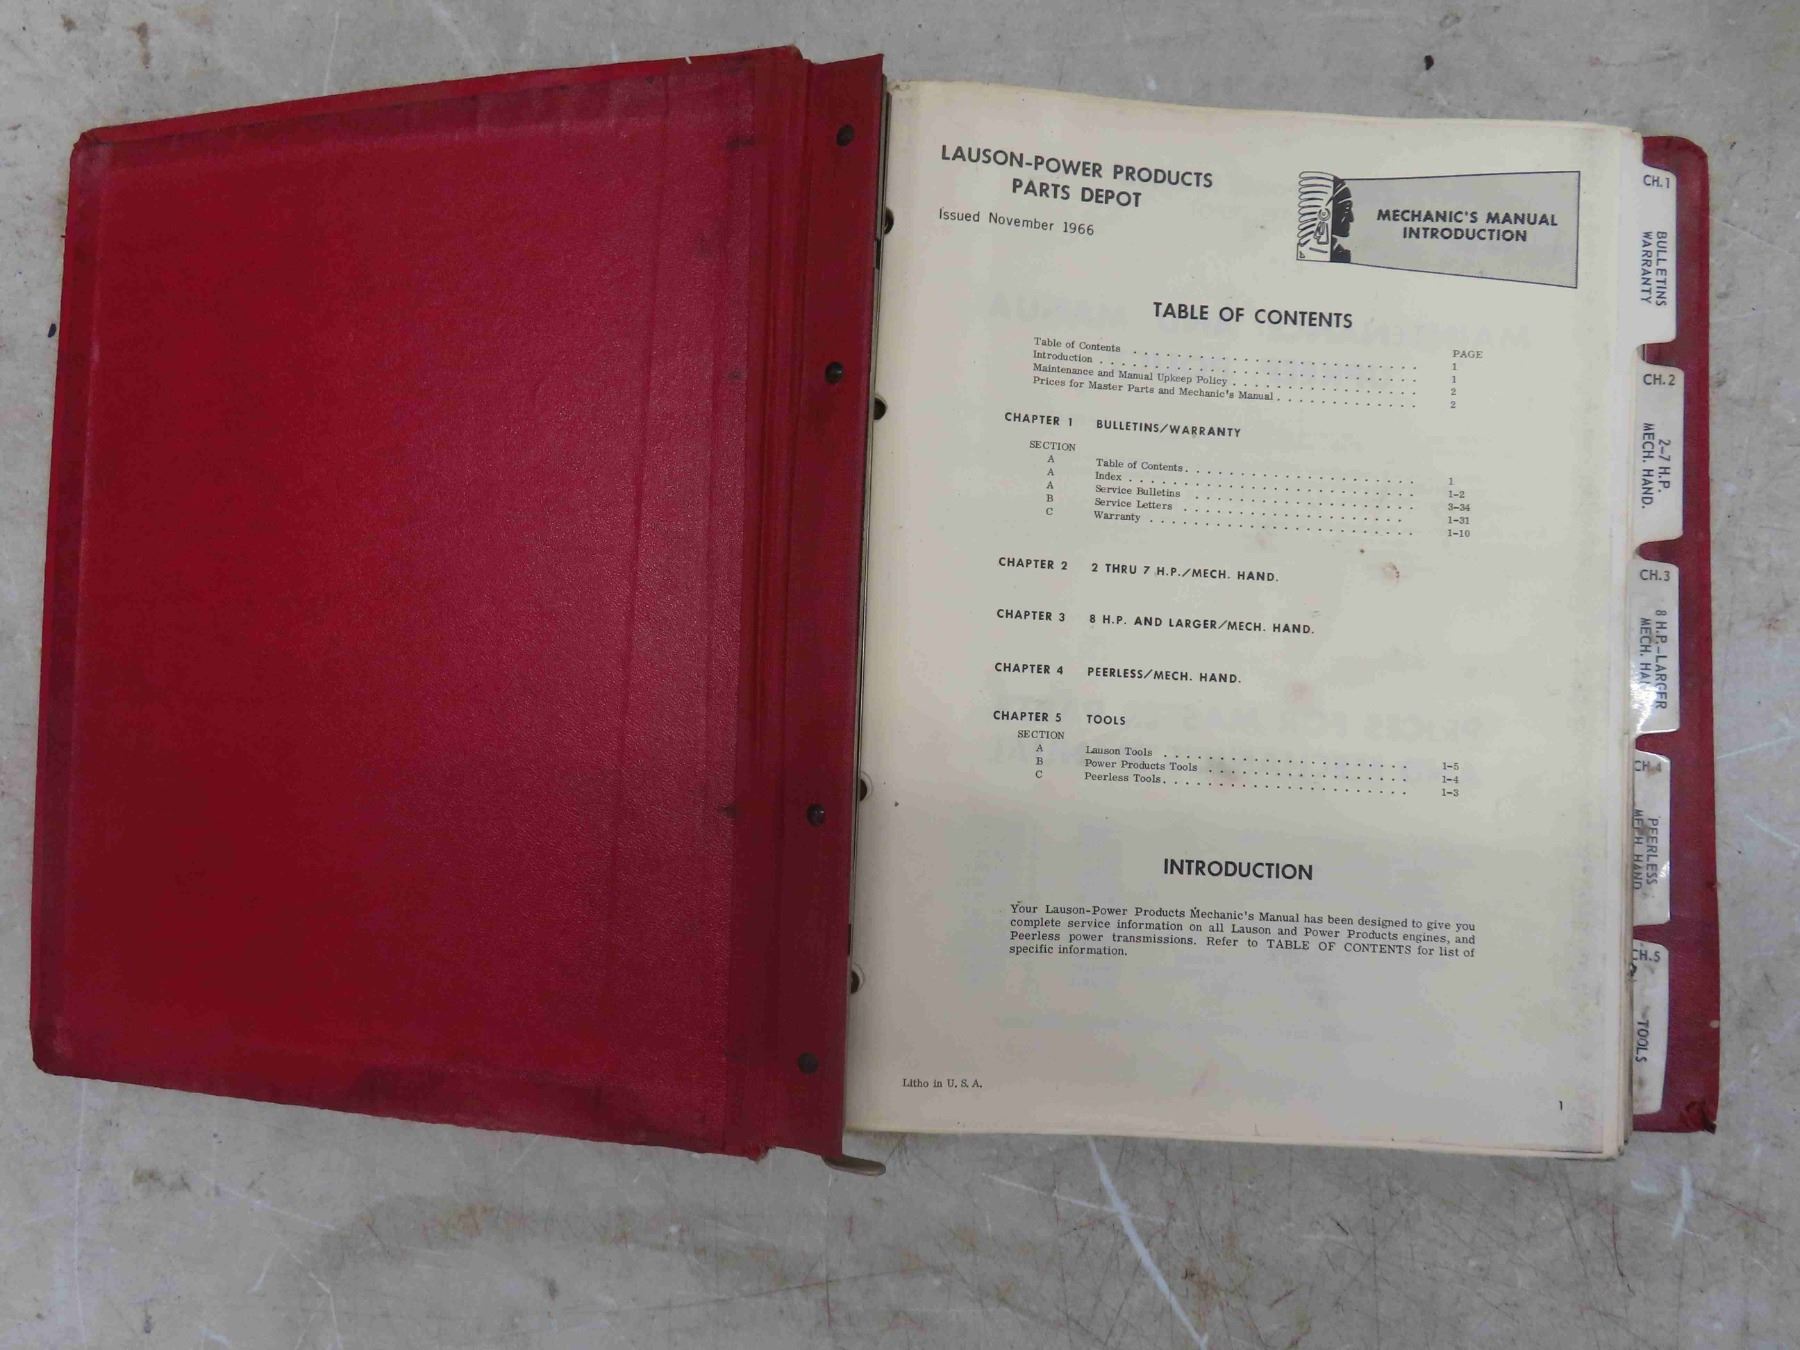 LAUSON-POWER PRODUCTS
PARTS DEPOT
Issued November 1966
MECHANIC'S MANUAL
INTRODUCTION
TABLE OF CONTENTS
PAGE
Table of Contents . . . . . . . . . . . . . . . . . . . . . . 1
Introduction . . . . . . . . . . . . . . . . . . . . . . . . 1
Maintenance and Manual Upkeep Policy . . . . . . . . . . . . . . 2
Prices for Master Parts and Mechanic's Manual . . . . . . . . . . . 2
CHAPTER 1 BULLETINS/WARRANTY
SECTION
A Table of Contents . . . . . . . . . . . . . . . . . . 1
A Index . . . . . . . . . . . . . . . . . . . . . . 1-2
A Service Bulletins . . . . . . . . . . . . . . . . . . 3-34
B Service Letters . . . . . . . . . . . . . . . . . . 1-31
C Warranty . . . . . . . . . . . . . . . . . . . . . 1-10
CHAPTER 2 2 THRU 7 H.P./MECH. HAND.
CHAPTER 3 8 H.P. AND LARGER/MECH. HAND.
CHAPTER 4 PEERLESS/MECH. HAND.
CHAPTER 5 TOOLS
SECTION
A Lauson Tools . . . . . . . . . . . . . . . . . . . 1-5
B Power Products Tools . . . . . . . . . . . . . . . . 1-4
C Peerless Tools . . . . . . . . . . . . . . . . . . . 1-3
INTRODUCTION
Your Lauson-Power Products Mechanic's Manual has been designed to give you
complete service information on all Lauson and Power Products engines, and
Peerless power transmissions. Refer to TABLE OF CONTENTS for list of
specific information.
Litho in U. S. A.
1
CH.1
BULLETINS
WARRANTY
CH.2
2-7 H.P.
MECH. HAND.
CH.3
8 H.P.-LARGER
MECH.
CH.4
PEERLESS
MECH HAND
CH.5
TOOLS